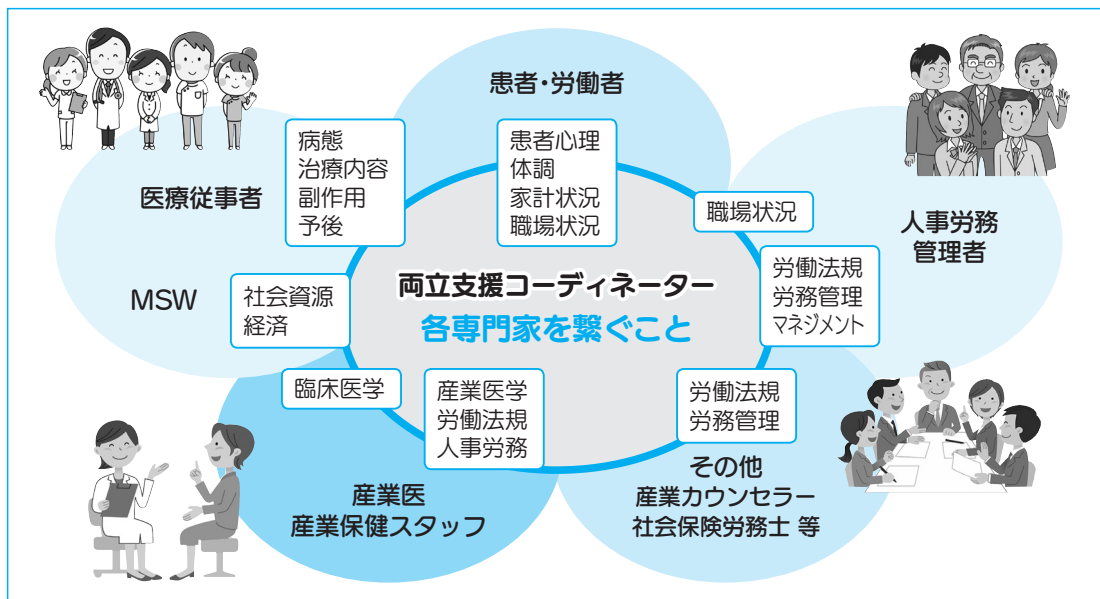 患者・労働者
患者心理
体調
家計状況
職場状況
医療従事者
病態
治療内容
副作用
予後
MSW
社会資源
経済
職場状況
人事労務
管理者
労働法規
労務管理
マネジメント
両立支援コーディネーター
各専門家を繋ぐこと
臨床医学
産業医学
労働法規
人事労務
産業医
産業保健スタッフ
労働法規
労務管理
その他
産業カウンセラー
社会保険労務士 等